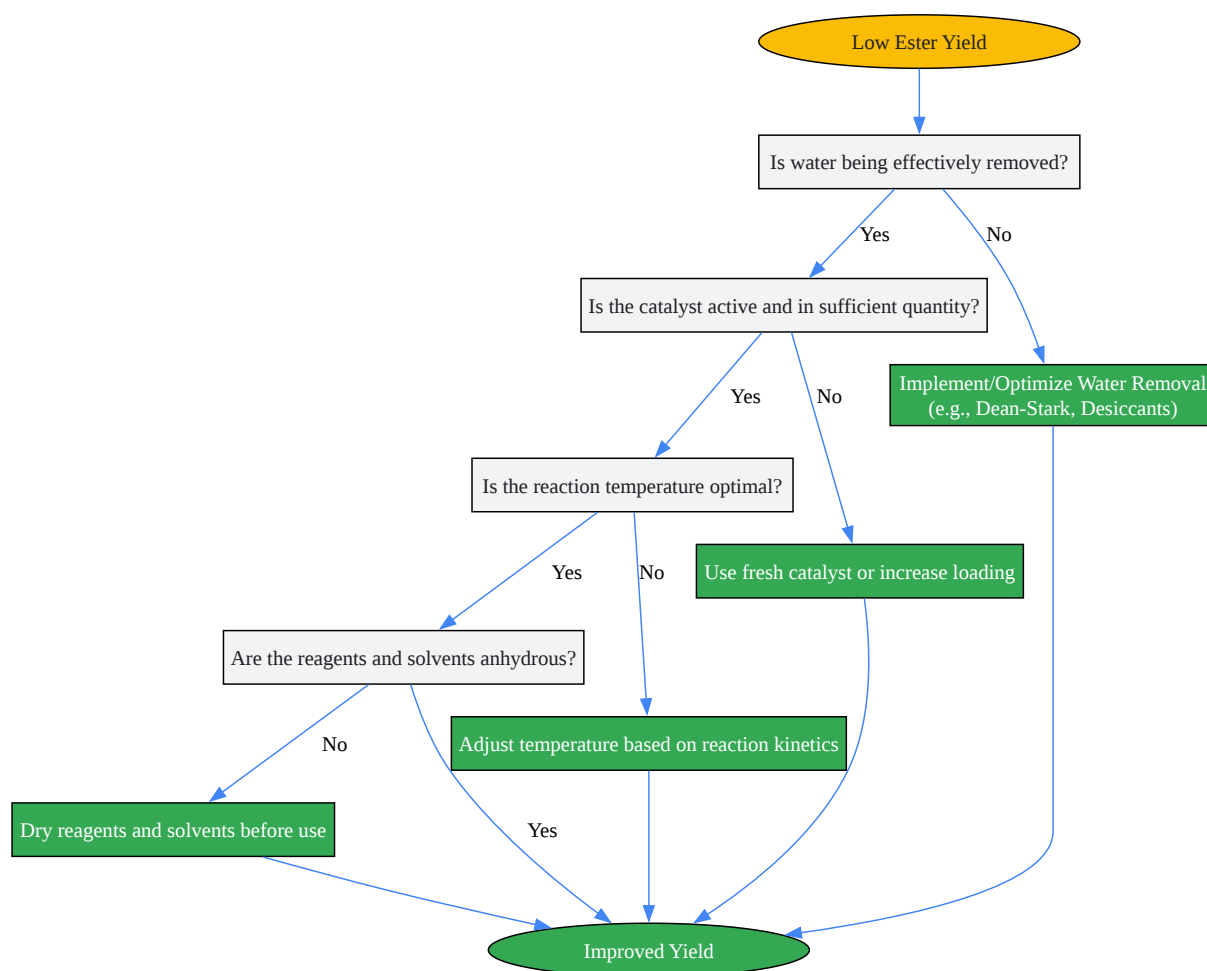 Low Ester Yield
Is water being effectively removed?
Yes
No
Is the catalyst active and in sufficient quantity?
Implement/Optimize Water Removal
(e.g., Dean-Stark, Desiccants)
Yes
No
Is the reaction temperature optimal?
Use fresh catalyst or increase loading
Yes
No
Are the reagents and solvents anhydrous?
Adjust temperature based on reaction kinetics
No
Yes
Dry reagents and solvents before use
Improved Yield